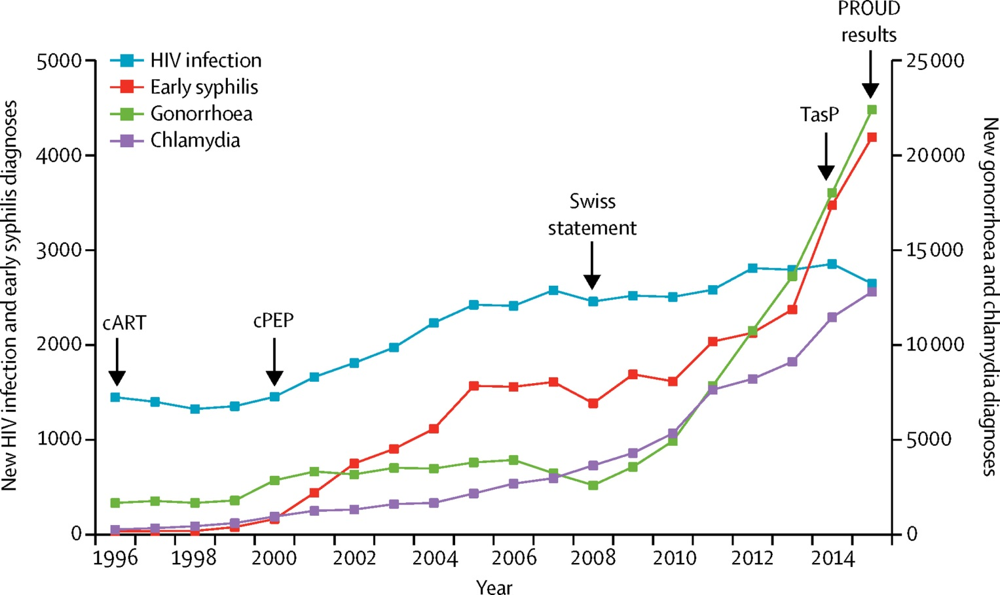 PROUD
results
5000
25000
HIV infection
Early syphilis
Gonorrhoea
Chlamydia
TasP
4000
20000
Swiss
statement
3000
15000
cART
cPEP
2000
10000
1000
5000
0
0
1996
1998
2000
2002
2004
2006
2008
2010
2012
2014
Year
New HIV infection and early syphilis diagnoses
New gonorrhoea and chlamydia diagnoses